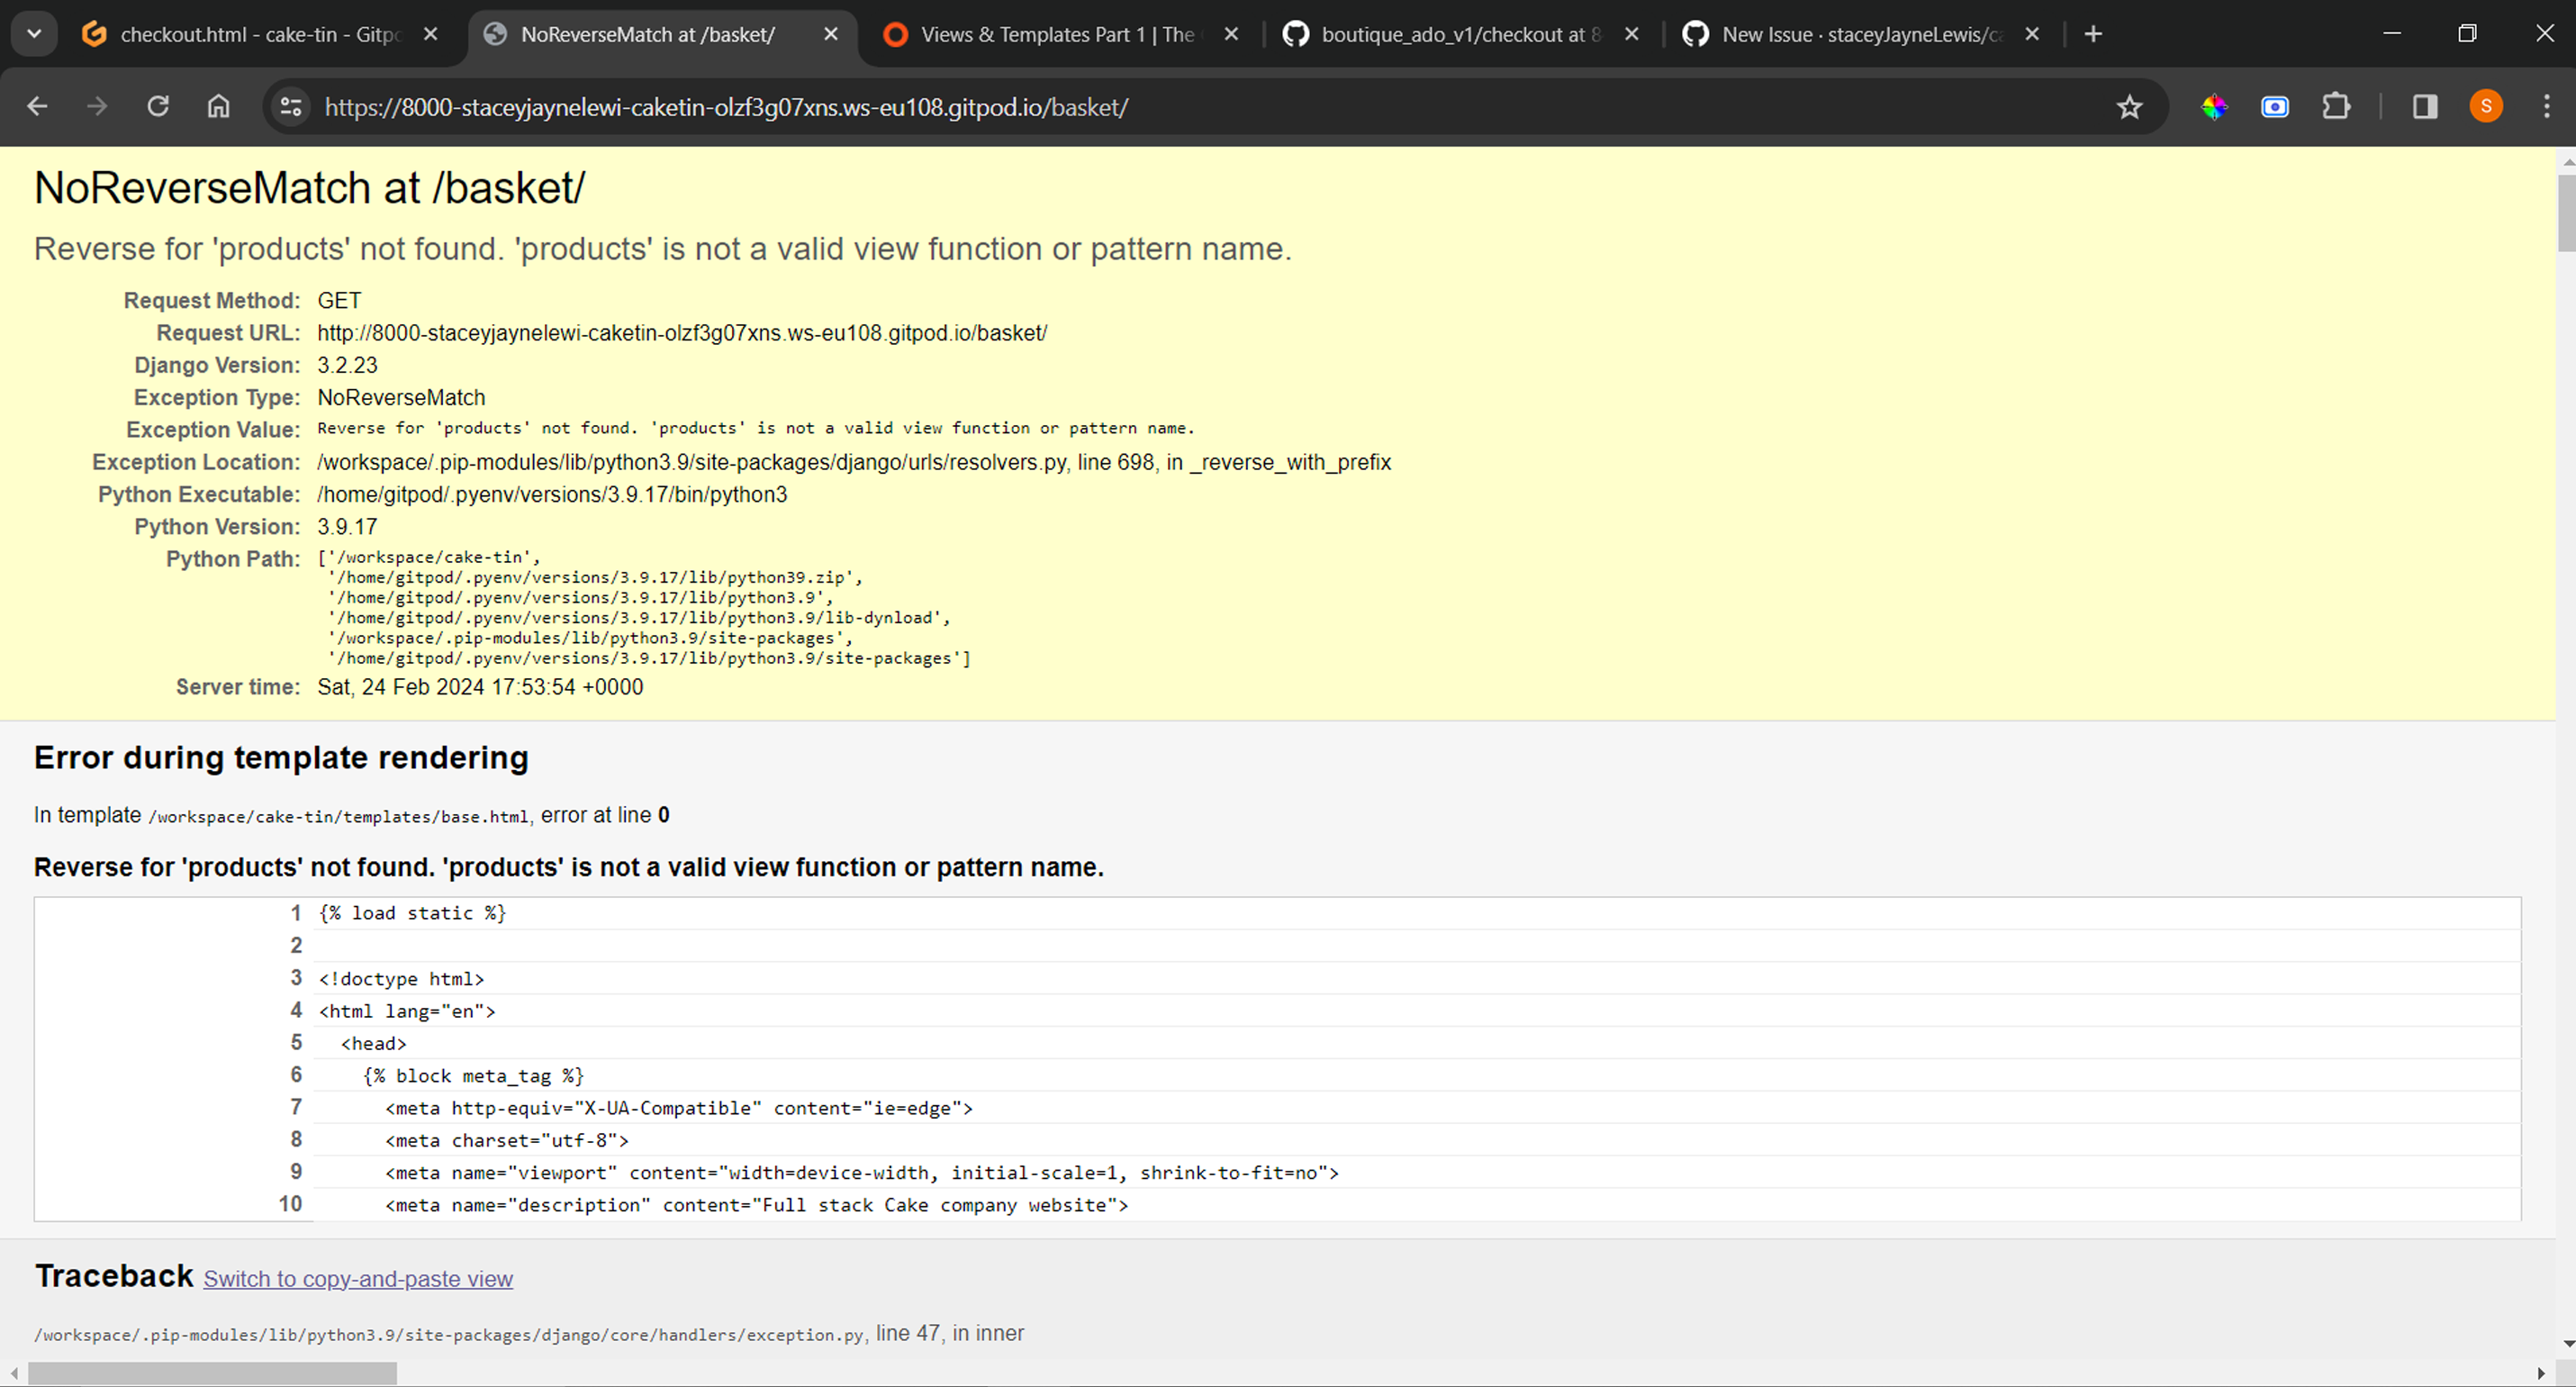 checkout.html - cake-tin - Gitpo
NoReverseMatch at /basket/
Views & Templates Part 1 | The
boutique_ado_v1/checkout at 8
New Issue · staceyJayneLewis/ca
https://8000-staceyjaynelewi-caketin-olzf3g07xns.ws-eu108.gitpod.io/basket/
S
NoReverseMatch at /basket/
Reverse for 'products' not found. 'products' is not a valid view function or pattern name.
Request Method: GET
Request URL: http://8000-staceyjaynelewi-caketin-olzf3g07xns.ws-eu108.gitpod.io/basket/
Django Version: 3.2.23
Exception Type: NoReverseMatch
Exception Value: Reverse for 'products' not found. 'products' is not a valid view function or pattern name.
Exception Location: /workspace/.pip-modules/lib/python3.9/site-packages/django/urls/resolvers.py, line 698, in _reverse_with_prefix
Python Executable: /home/gitpod/.pyenv/versions/3.9.17/bin/python3
Python Version: 3.9.17
Python Path: ['/workspace/cake-tin',
'/home/gitpod/.pyenv/versions/3.9.17/lib/python39.zip',
'/home/gitpod/.pyenv/versions/3.9.17/lib/python3.9',
'/home/gitpod/.pyenv/versions/3.9.17/lib/python3.9/lib-dynload',
'/workspace/.pip-modules/lib/python3.9/site-packages',
'/home/gitpod/.pyenv/versions/3.9.17/lib/python3.9/site-packages']
Server time: Sat, 24 Feb 2024 17:53:54 +0000
Error during template rendering
In template /workspace/cake-tin/templates/base.html, error at line 0
Reverse for 'products' not found. 'products' is not a valid view function or pattern name.
1 {% load static %}
2
3 <!doctype html>
4 <html lang="en">
5 <head>
6 {% block meta_tag %}
7 <meta http-equiv="X-UA-Compatible" content="ie=edge">
8 <meta charset="utf-8">
9 <meta name="viewport" content="width=device-width, initial-scale=1, shrink-to-fit=no">
10 <meta name="description" content="Full stack Cake company website">
Traceback Switch to copy-and-paste view
/workspace/.pip-modules/lib/python3.9/site-packages/django/core/handlers/exception.py, line 47, in inner